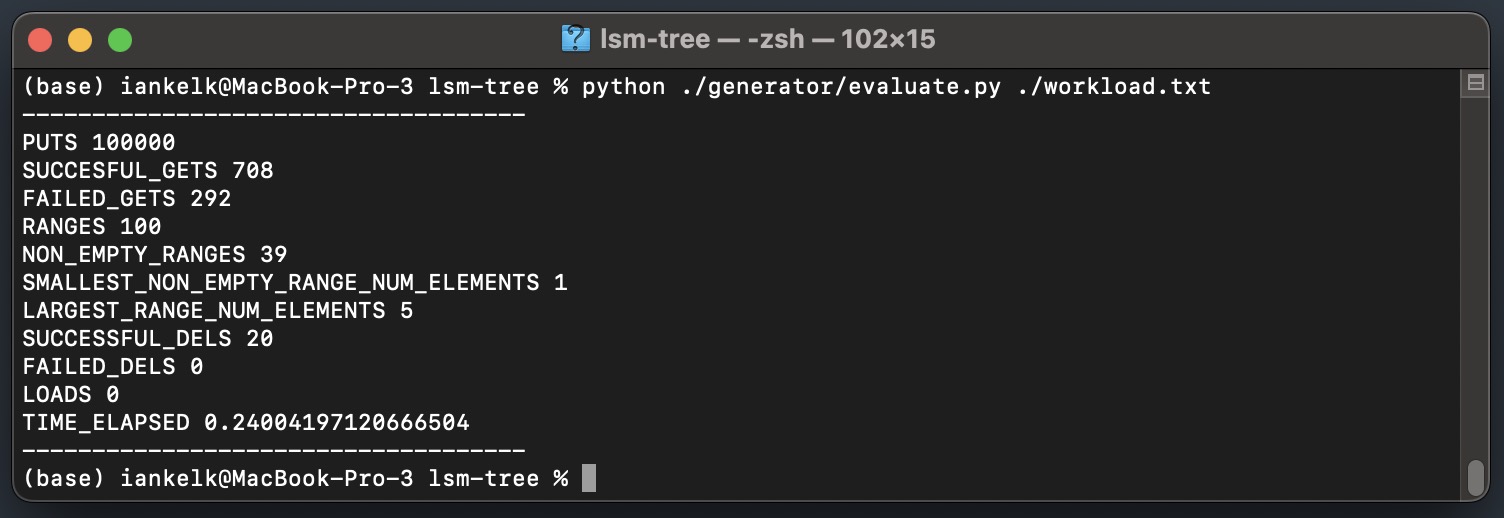 lsm-tree — -zsh — 102×15
(base) iankelk@MacBook-Pro-3 lsm-tree % python ./generator/evaluate.py ./workload.txt
------------------------------------
PUTS 100000
SUCCESFUL_GETS 708
FAILED_GETS 292
RANGES 100
NON_EMPTY_RANGES 39
SMALLEST_NON_EMPTY_RANGE_NUM_ELEMENTS 1
LARGEST_RANGE_NUM_ELEMENTS 5
SUCCESSFUL_DELS 20
FAILED_DELS 0
LOADS 0
TIME_ELAPSED 0.24004197120666504
------------------------------------
(base) iankelk@MacBook-Pro-3 lsm-tree %